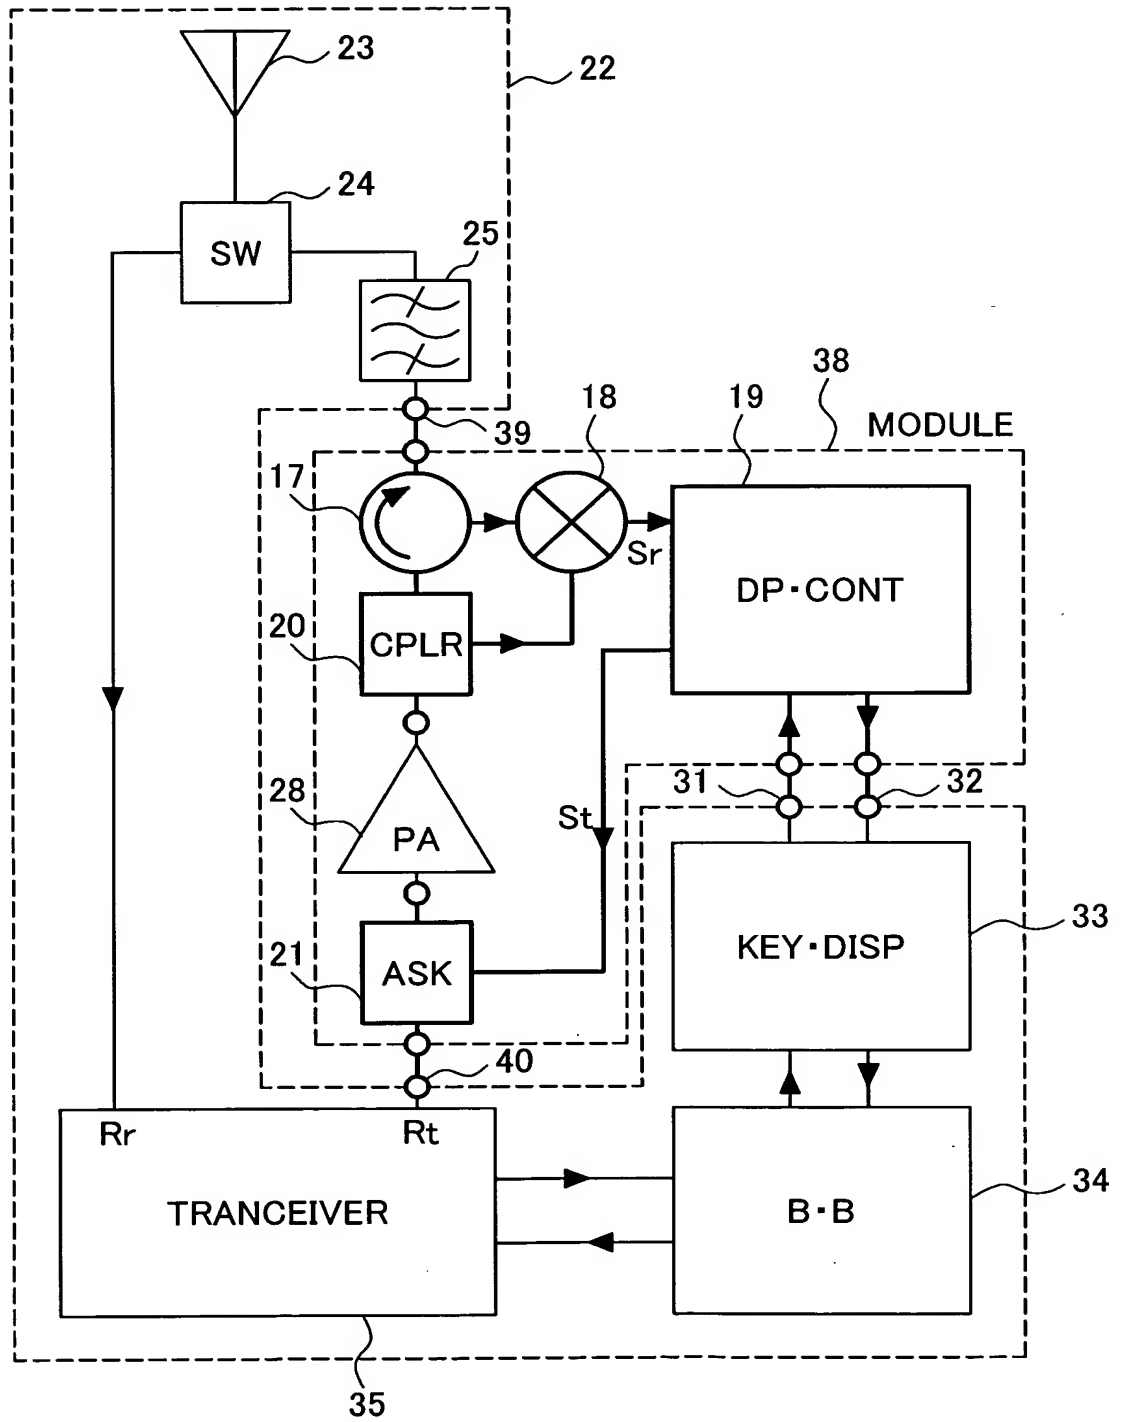 23
22
24
SW
25
38
18
19
MODULE
39
17
Sr
DP・CONT
20
CPLR
31
32
28
St
PA
33
KEY・DISP
21
ASK
40
Rr
Rt
34
TRANCEIVER
B・B
35